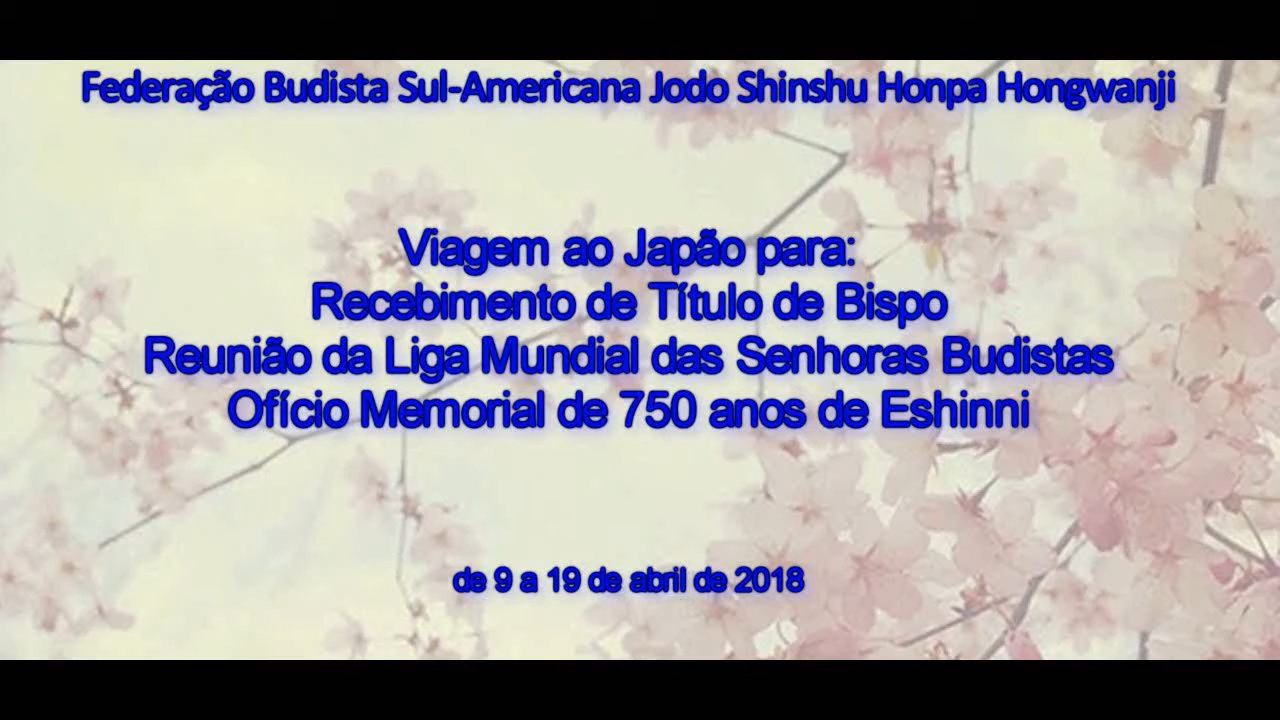 Federação Budista Sul-Americana Jodo Shinshu Honpa Hongwanji
Viagem ao Japão para:
Recebimento de Título de Bispo
Reunião da Liga Mundial das Senhoras Budistas
Ofício Memorial de 750 anos de Eshinni
de 9 a 19 de abril de 2018